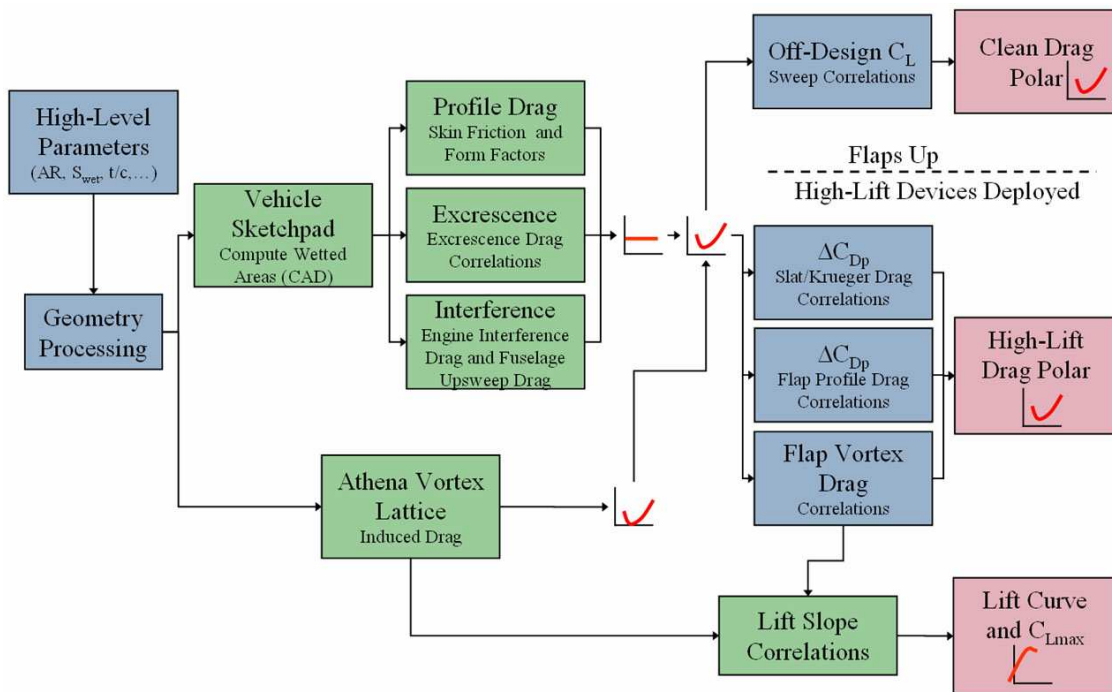 High-Level
Parameters
(AR, Swet, t/c,…)
Geometry
Processing
Vehicle
Sketchpad
Compute Wetted
Areas (CAD)
Profile Drag
Skin Friction and
Form Factors
Excrescence
Excrescence Drag
Correlations
Interference
Engine Interference
Drag and Fuselage
Upsweep Drag
Athena Vortex
Lattice
Induced Drag
Off-Design CL
Sweep Correlations
Clean Drag
Polar
Flaps Up
High-Lift Devices Deployed
ΔCDp
Slat/Krueger Drag
Correlations
ΔCDp
Flap Profile Drag
Correlations
Flap Vortex
Drag
Correlations
High-Lift
Drag Polar
Lift Slope
Correlations
Lift Curve
and CLmax